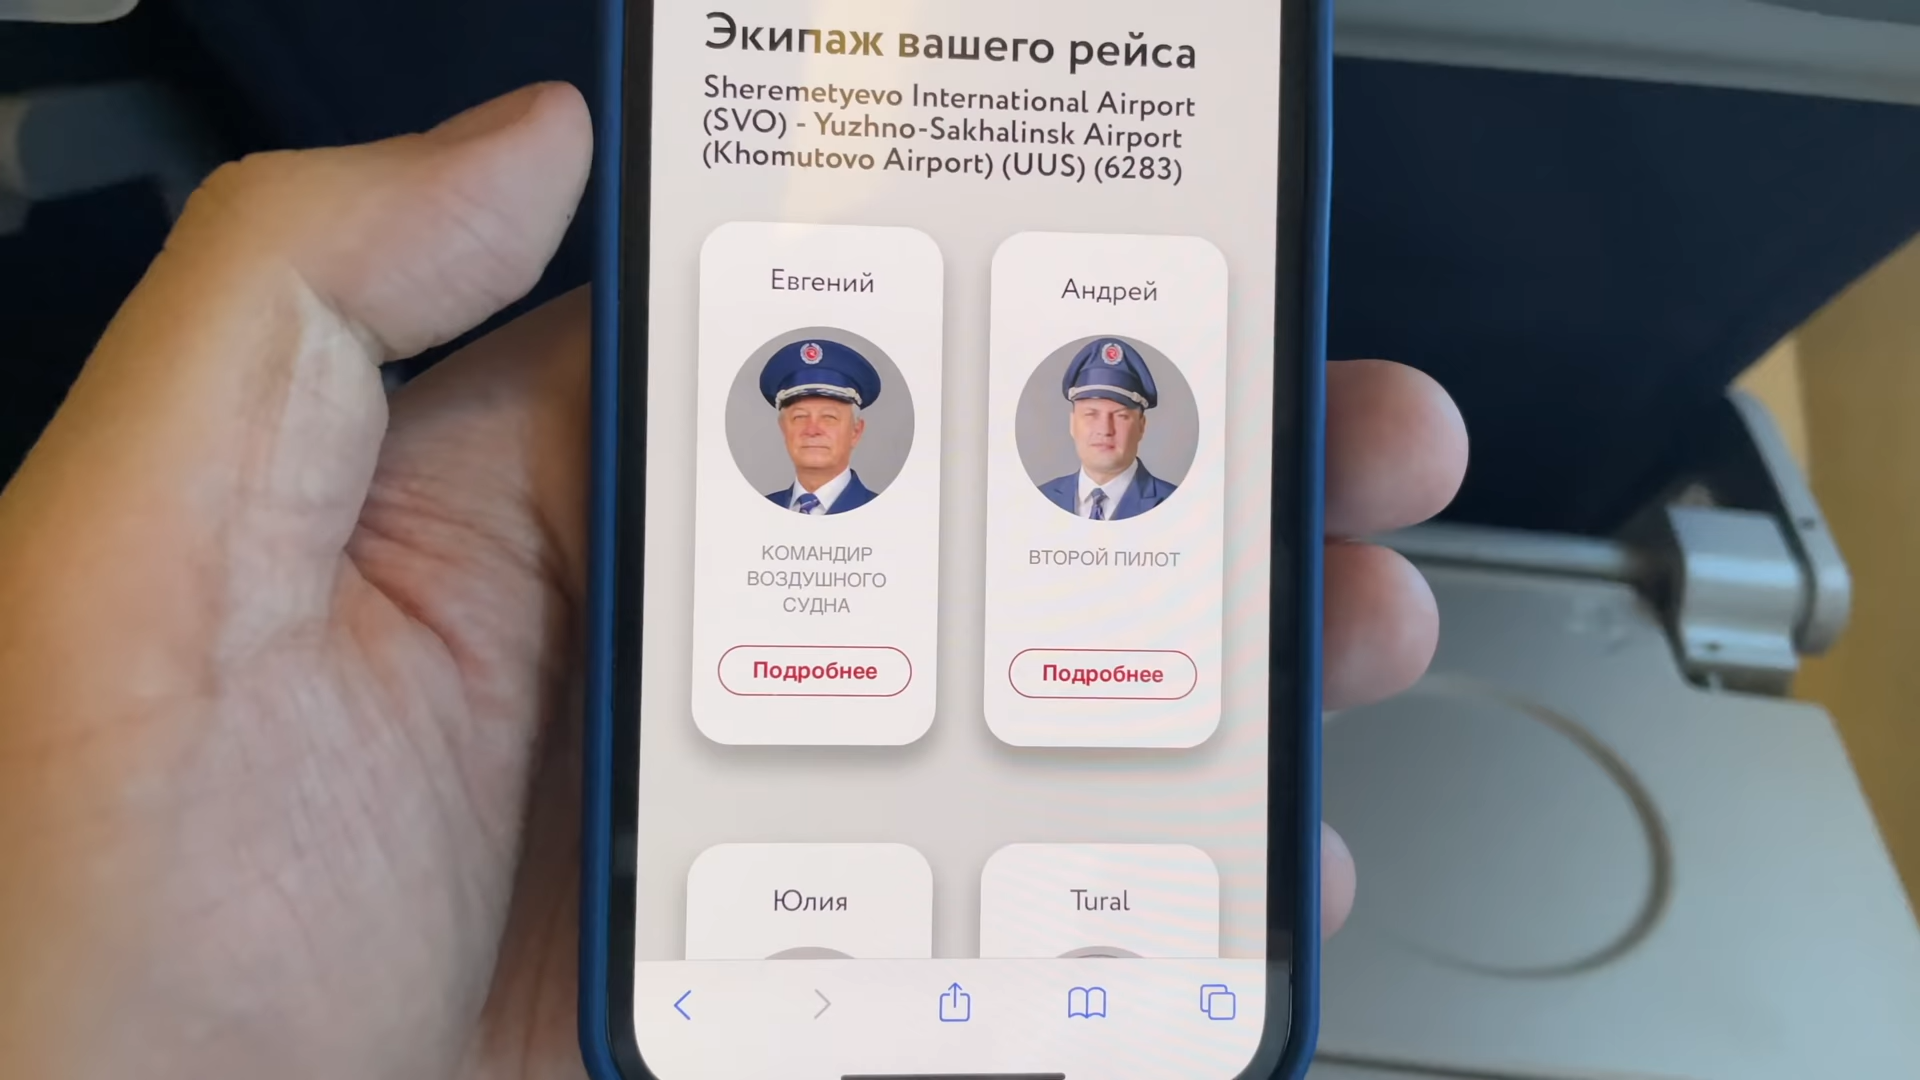 Экипаж вашего рейса
Sheremetyevo International Airport
(SVO) - Yuzhno-Sakhalinsk Airport
(Khomutovo Airport) (UUS) (6283)
Евгений
КОМАНДИР
ВОЗДУШНОГО
СУДНА
Подробнее
Андрей
ВТОРОЙ ПИЛОТ
Подробнее
Юлия
Tural